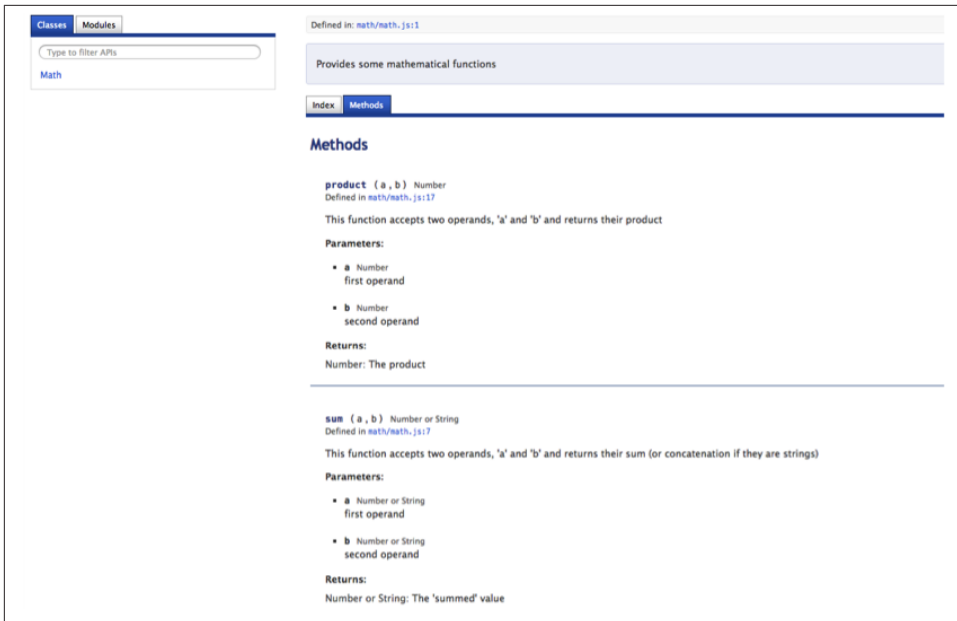 Classes Modules
Type to filter APIs
Math
Defined in: math/math.js:1
Provides some mathematical functions
Index Methods
Methods
product (a,b) Number
Defined in math/math.js:17
This function accepts two operands, 'a' and 'b' and returns their product
Parameters:
▪ a Number
first operand
▪ b Number
second operand
Returns:
Number: The product
sum (a,b) Number or String
Defined in math/math.js:7
This function accepts two operands, 'a' and 'b' and returns their sum (or concatenation if they are strings)
Parameters:
▪ a Number or String
first operand
▪ b Number or String
second operand
Returns:
Number or String: The 'summed' value